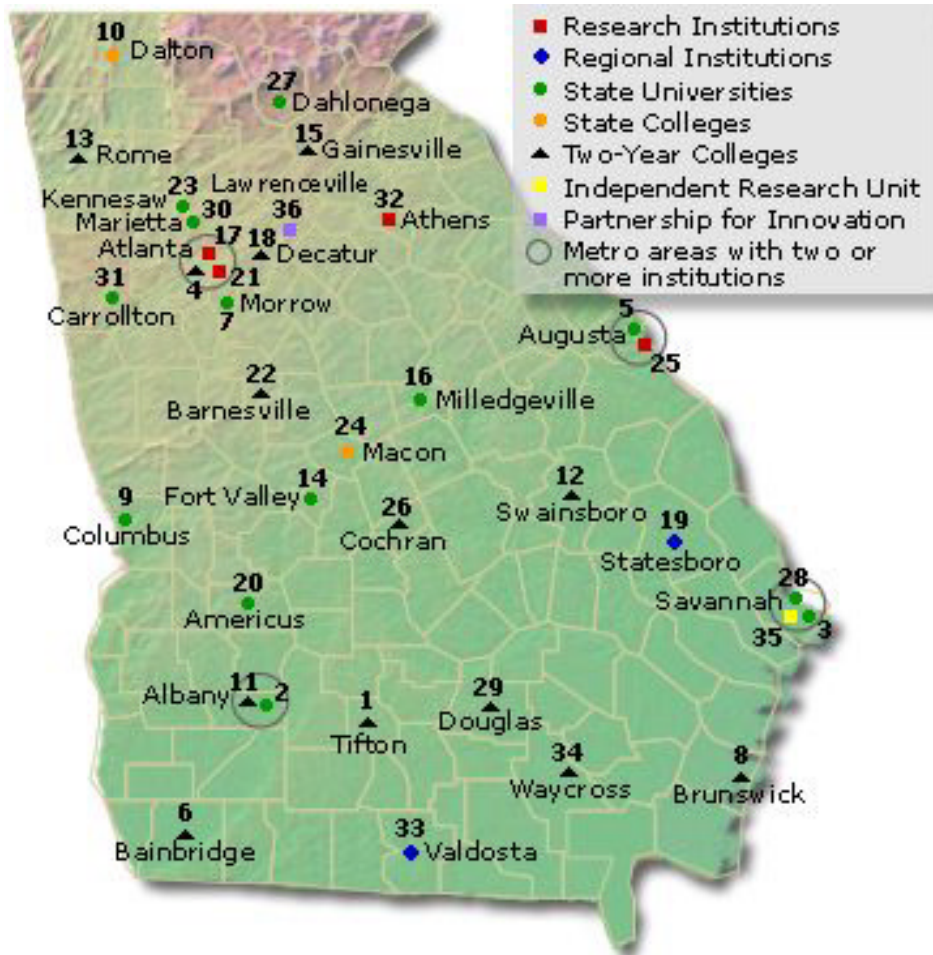 Research Institutions
Regional Institutions
State Universities
State Colleges
Two-Year Colleges
Independent Research Unit
Partnership for Innovation
Metro areas with two or
more institutions
10
Dalton
27
Dahlonega
13
Rome
15
Gainesville
23
Kennesaw
Lawrenceville
30
Marietta
36
32
Athens
17
Atlanta
18
Decatur
4
21
31
Carrollton
Morrow
7
5
Augusta
25
22
Barnesville
16
Milledgeville
24
Macon
14
Fort Valley
12
Swainsboro
9
Columbus
26
Cochran
19
Statesboro
20
Americus
28
Savannah
35
3
11
Albany
2
1
Tifton
29
Douglas
34
Waycross
8
Brunswick
6
Bainbridge
33
Valdosta